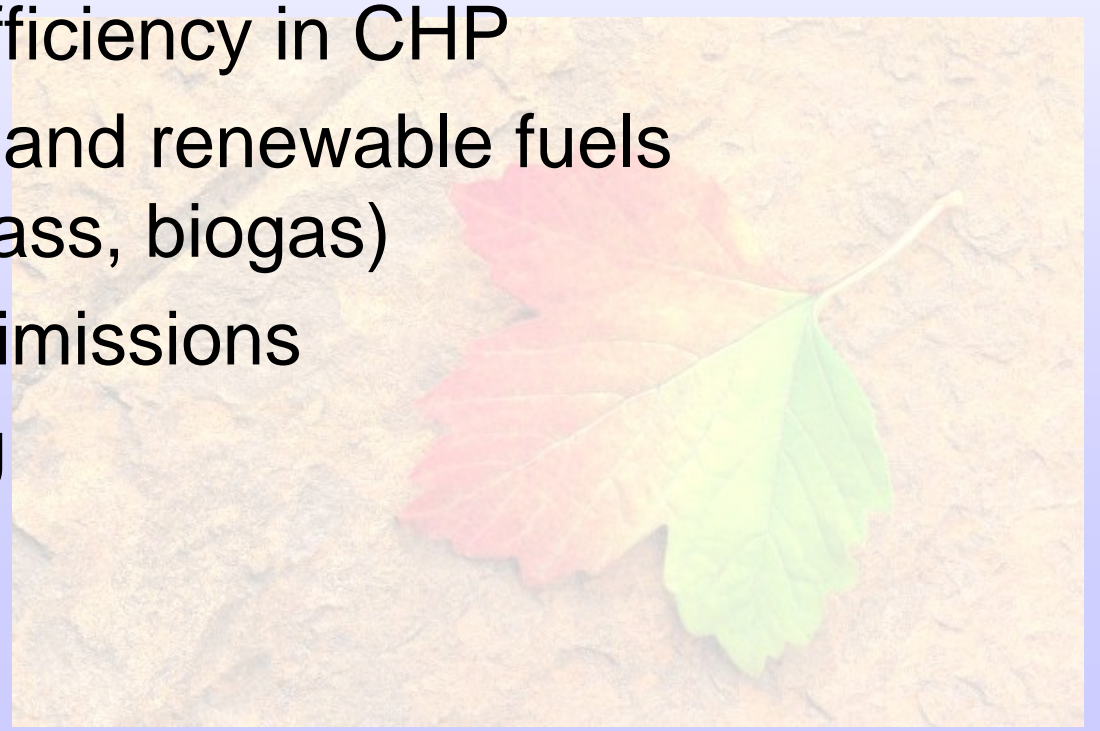 fficiency in CHP
and renewable fuels
ass, biogas)
imissions